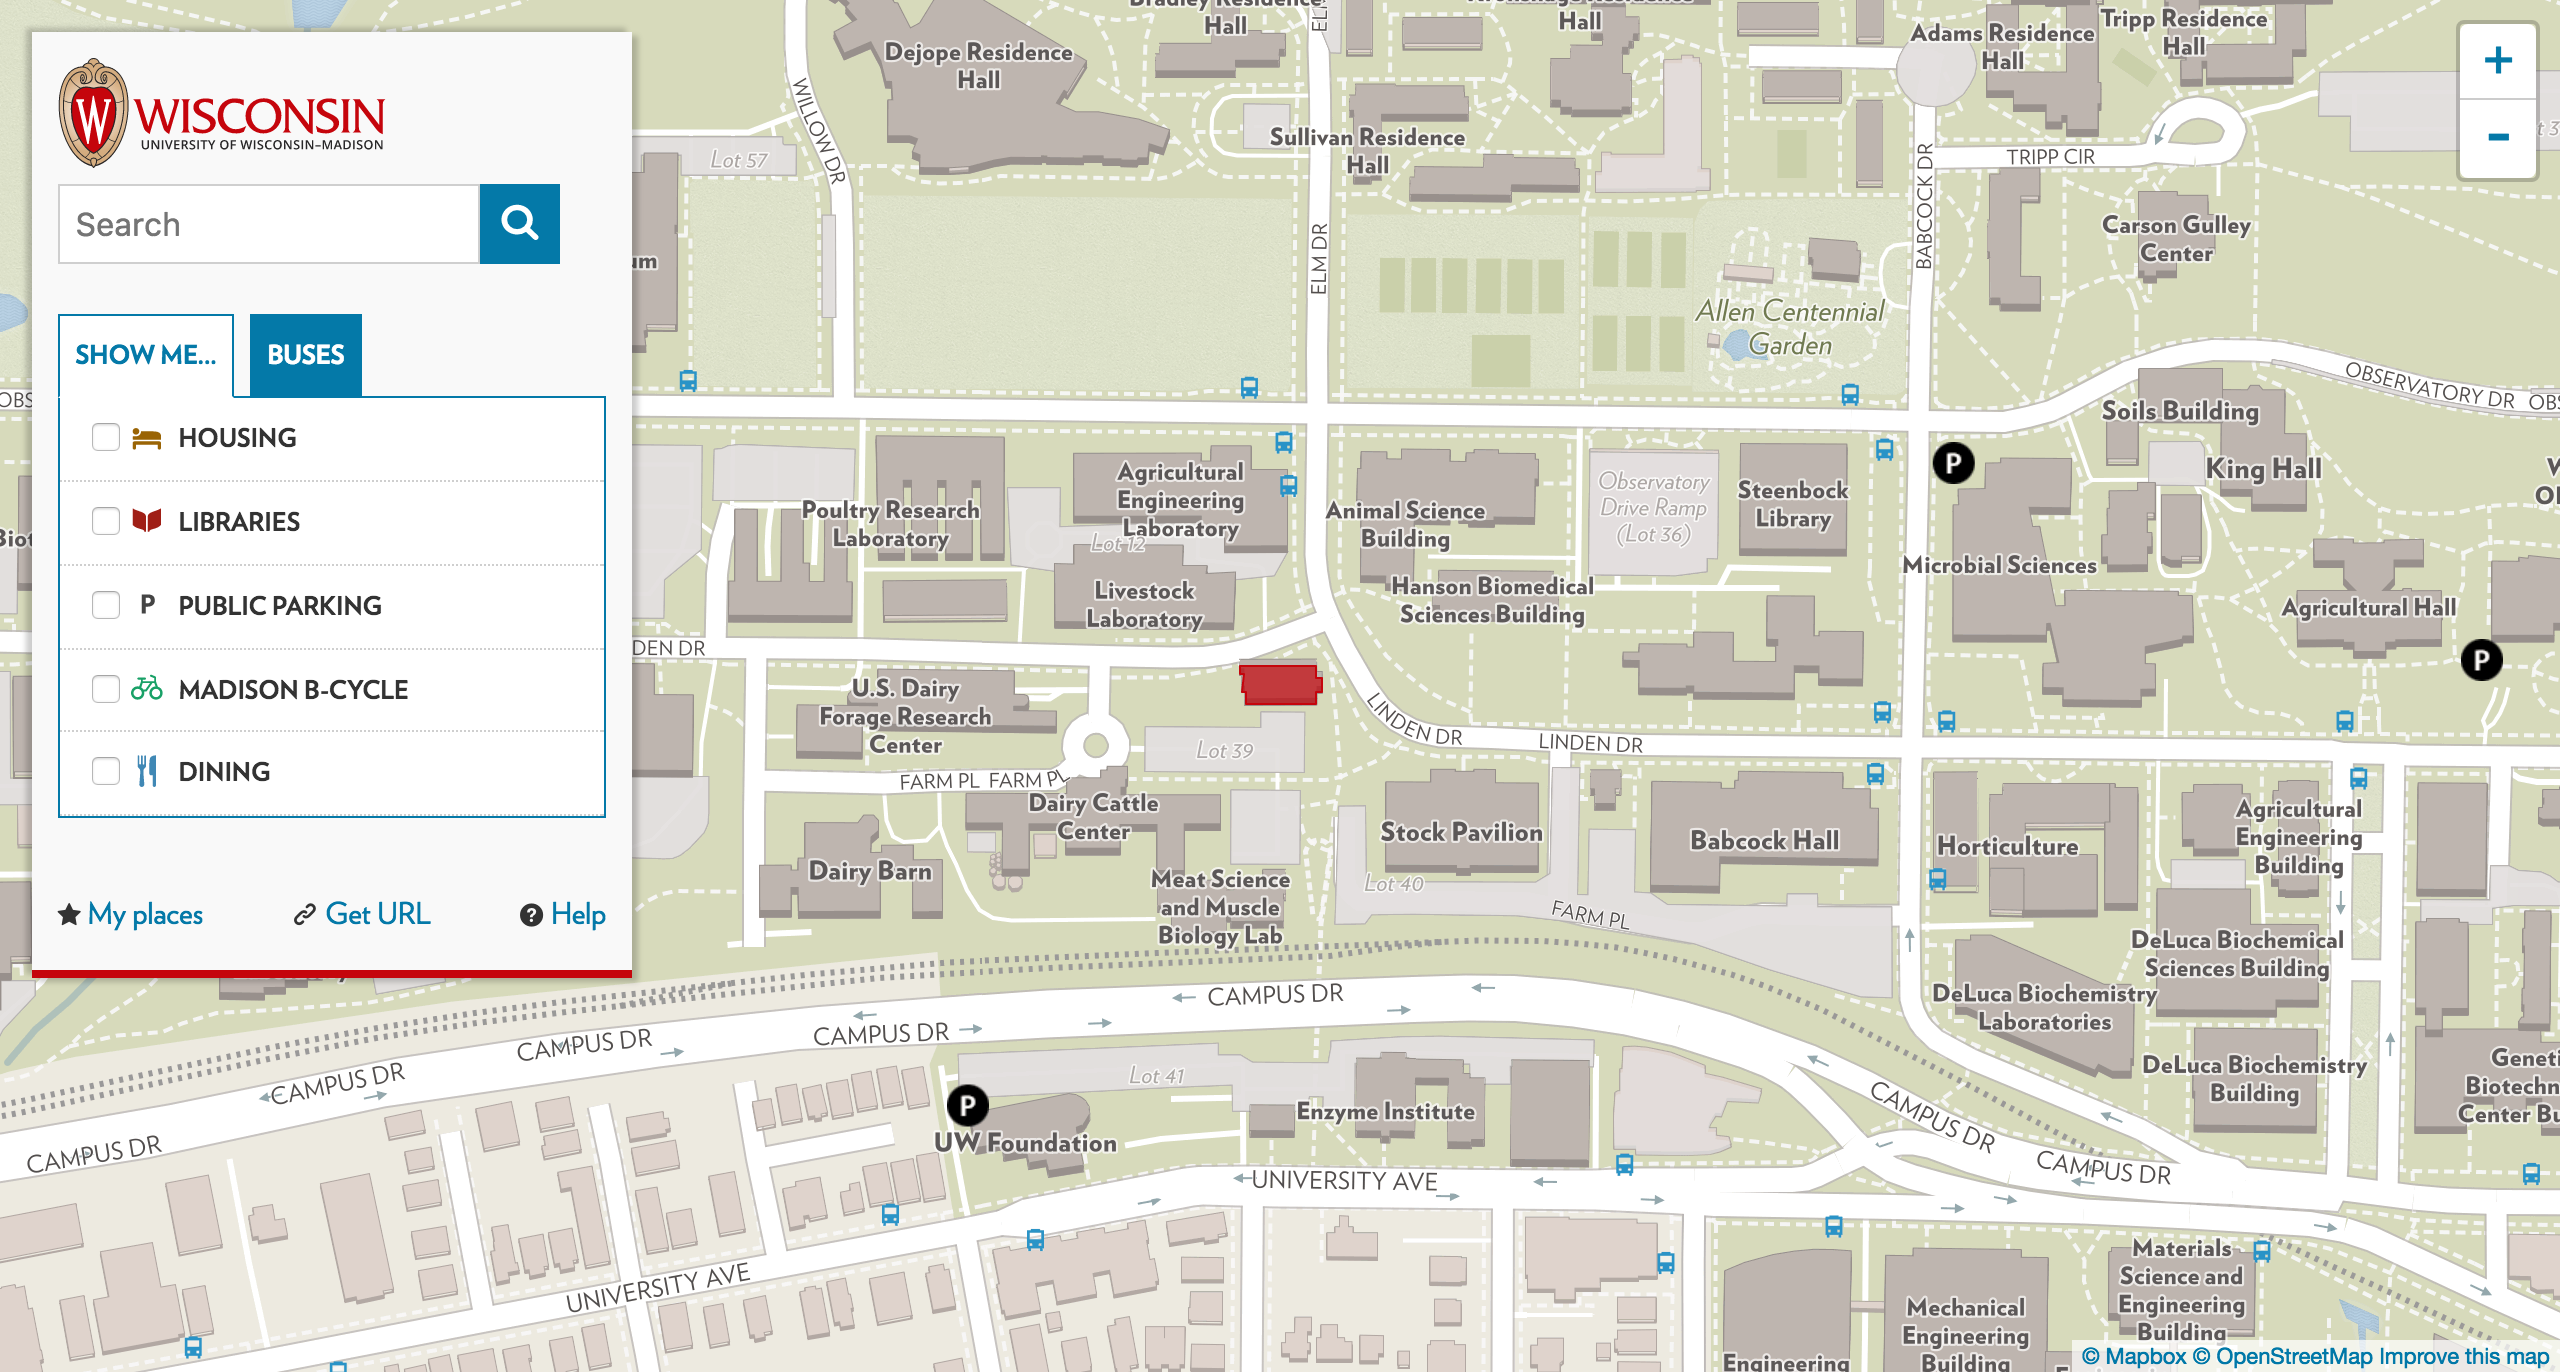 WISCONSIN
UNIVERSITY OF WISCONSIN–MADISON
Search
SHOW ME...
BUSES
HOUSING
LIBRARIES
P PUBLIC PARKING
MADISON B-CYCLE
DINING
My places
Get URL
Help
+
-
Hall
Hall
Dejope Residence
Hall
Adams Residence
Hall
Tripp Residence
Hall
WILLOW DR
Lot 57
Sullivan Residence
Hall
ELM DR
BABCOCK DR
TRIPP CIR
Carson Gulley
Center
Allen Centennial
Garden
OBSERVATORY DR
Soils Building
King Hall
Poultry Research
Laboratory
Agricultural
Engineering
Laboratory
Lot 12
Livestock
Laboratory
Animal Science
Building
Hanson Biomedical
Sciences Building
Observatory
Drive Ramp
(Lot 36)
Steenbock
Library
P
Microbial Sciences
Agricultural Hall
P
DEN DR
U.S. Dairy
Forage Research
Center
LINDEN DR
LINDEN DR
Lot 39
FARM PL
FARM PL
Dairy Cattle
Center
Dairy Barn
Meat Science
and Muscle
Biology Lab
Stock Pavilion
Lot 40
FARM PL
Babcock Hall
Horticulture
Agricultural
Engineering
Building
DeLuca Biochemical
Sciences Building
DeLuca Biochemistry
Laboratories
DeLuca Biochemistry
Building
CAMPUS DR
CAMPUS DR
CAMPUS DR
CAMPUS DR
CAMPUS DR
CAMPUS DR
CAMPUS DR
Lot 41
P
UW Foundation
Enzyme Institute
UNIVERSITY AVE
UNIVERSITY AVE
Center
Materials
Science and
Engineering
Building
Mechanical
Engineering
Building
Engineering
© Mapbox © OpenStreetMap Improve this map